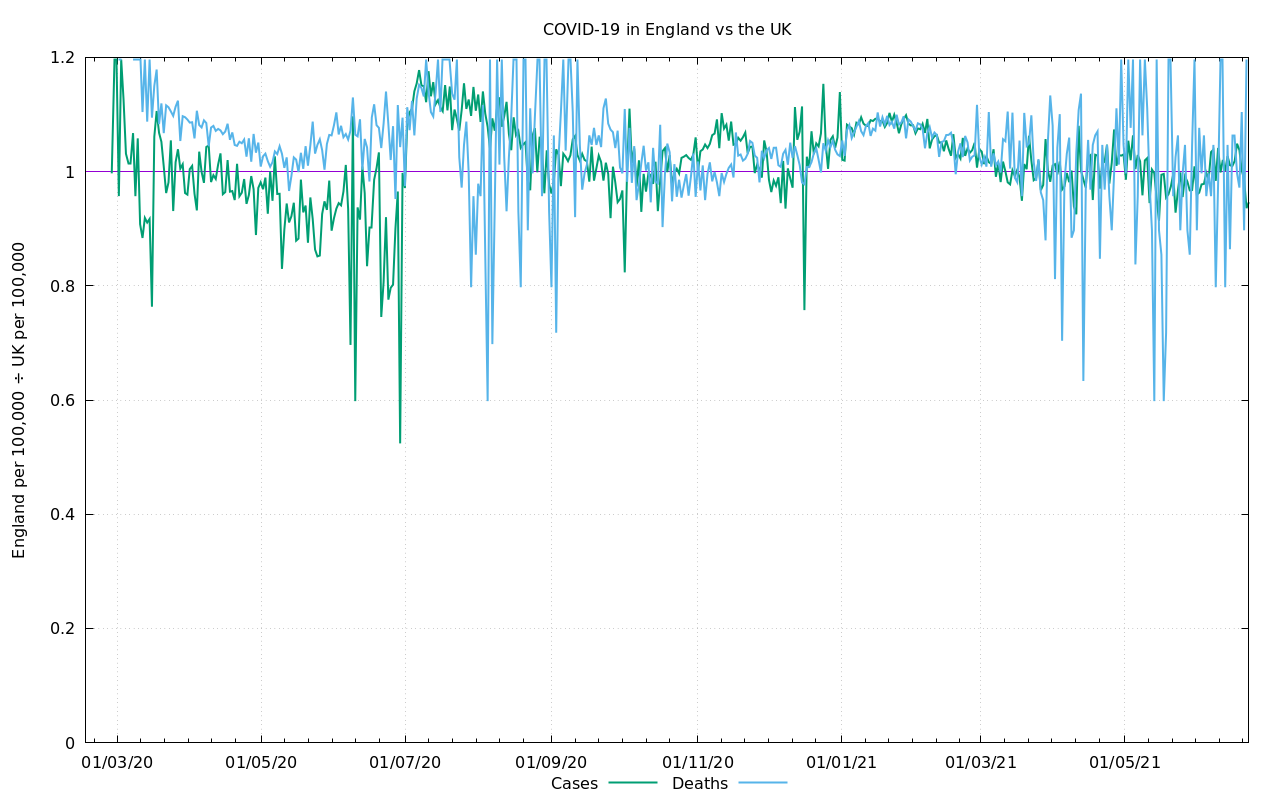 COVID-19 in England vs the UK
England per 100,000 ÷ UK per 100,000
1.2
1
0.8
0.6
0.4
0.2
0
01/03/20 01/05/20 01/07/20 01/09/20 01/11/20 01/01/21 01/03/21 01/05/21
Cases Deaths